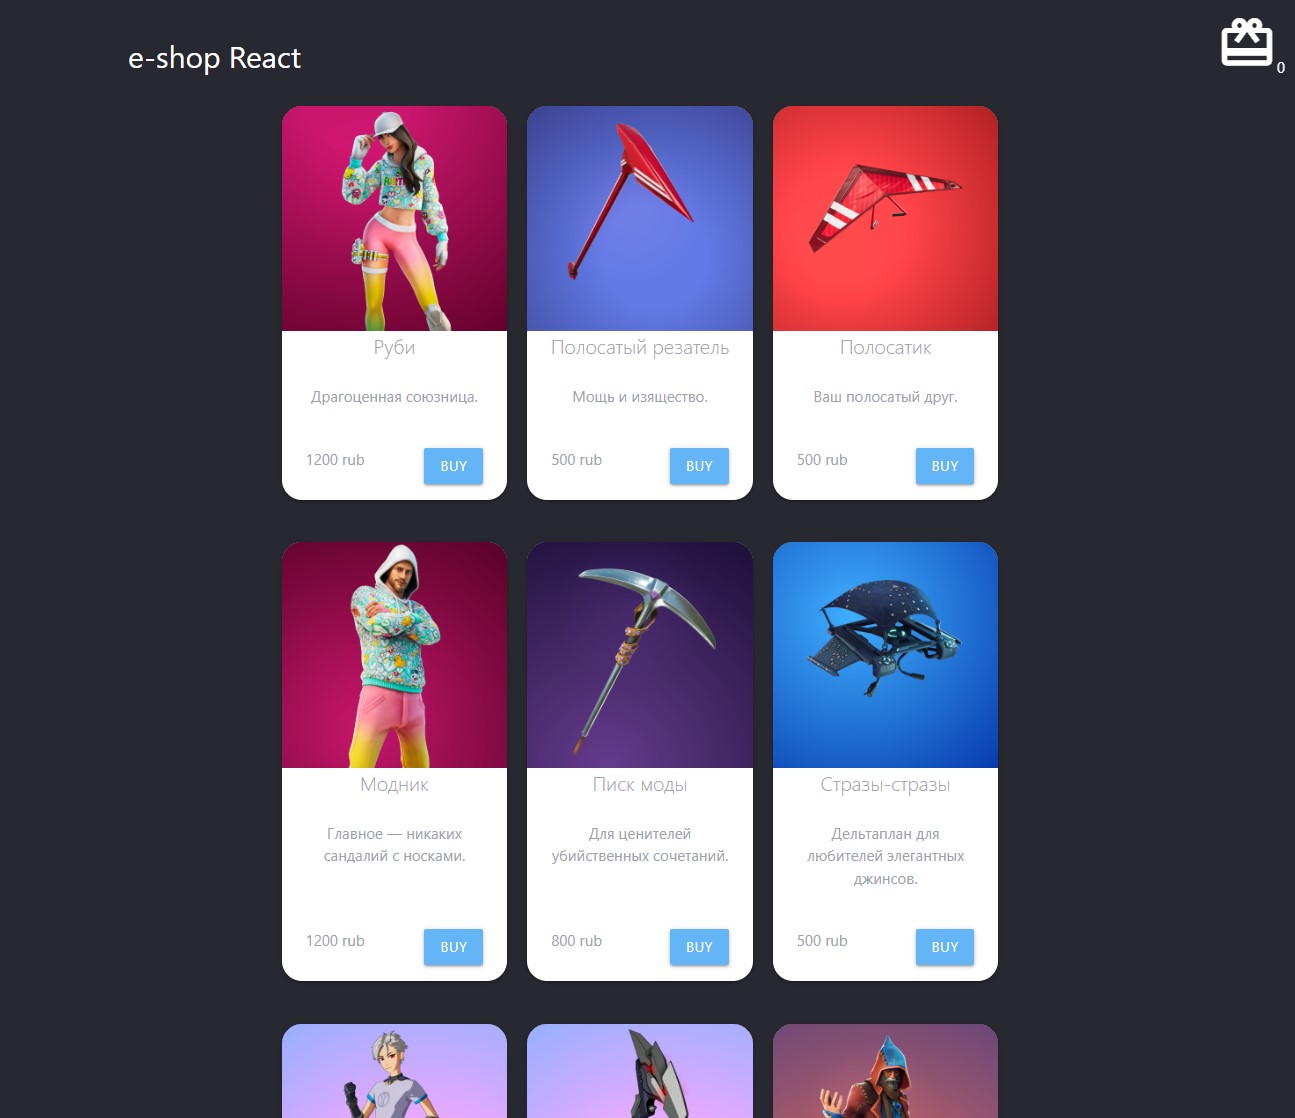 e-shop React
0
Руби
Драгоценная союзница.
1200 rub
BUY
Полосатый резатель
Мощь и изящество.
500 rub
BUY
Полосатик
Ваш полосатый друг.
500 rub
BUY
Модник
Главное — никаких
сандалий с носками.
1200 rub
BUY
Писк моды
Для ценителей
убийственных сочетаний.
800 rub
BUY
Стразы-стразы
Дельтаплан для
любителей элегантных
джинсов.
500 rub
BUY